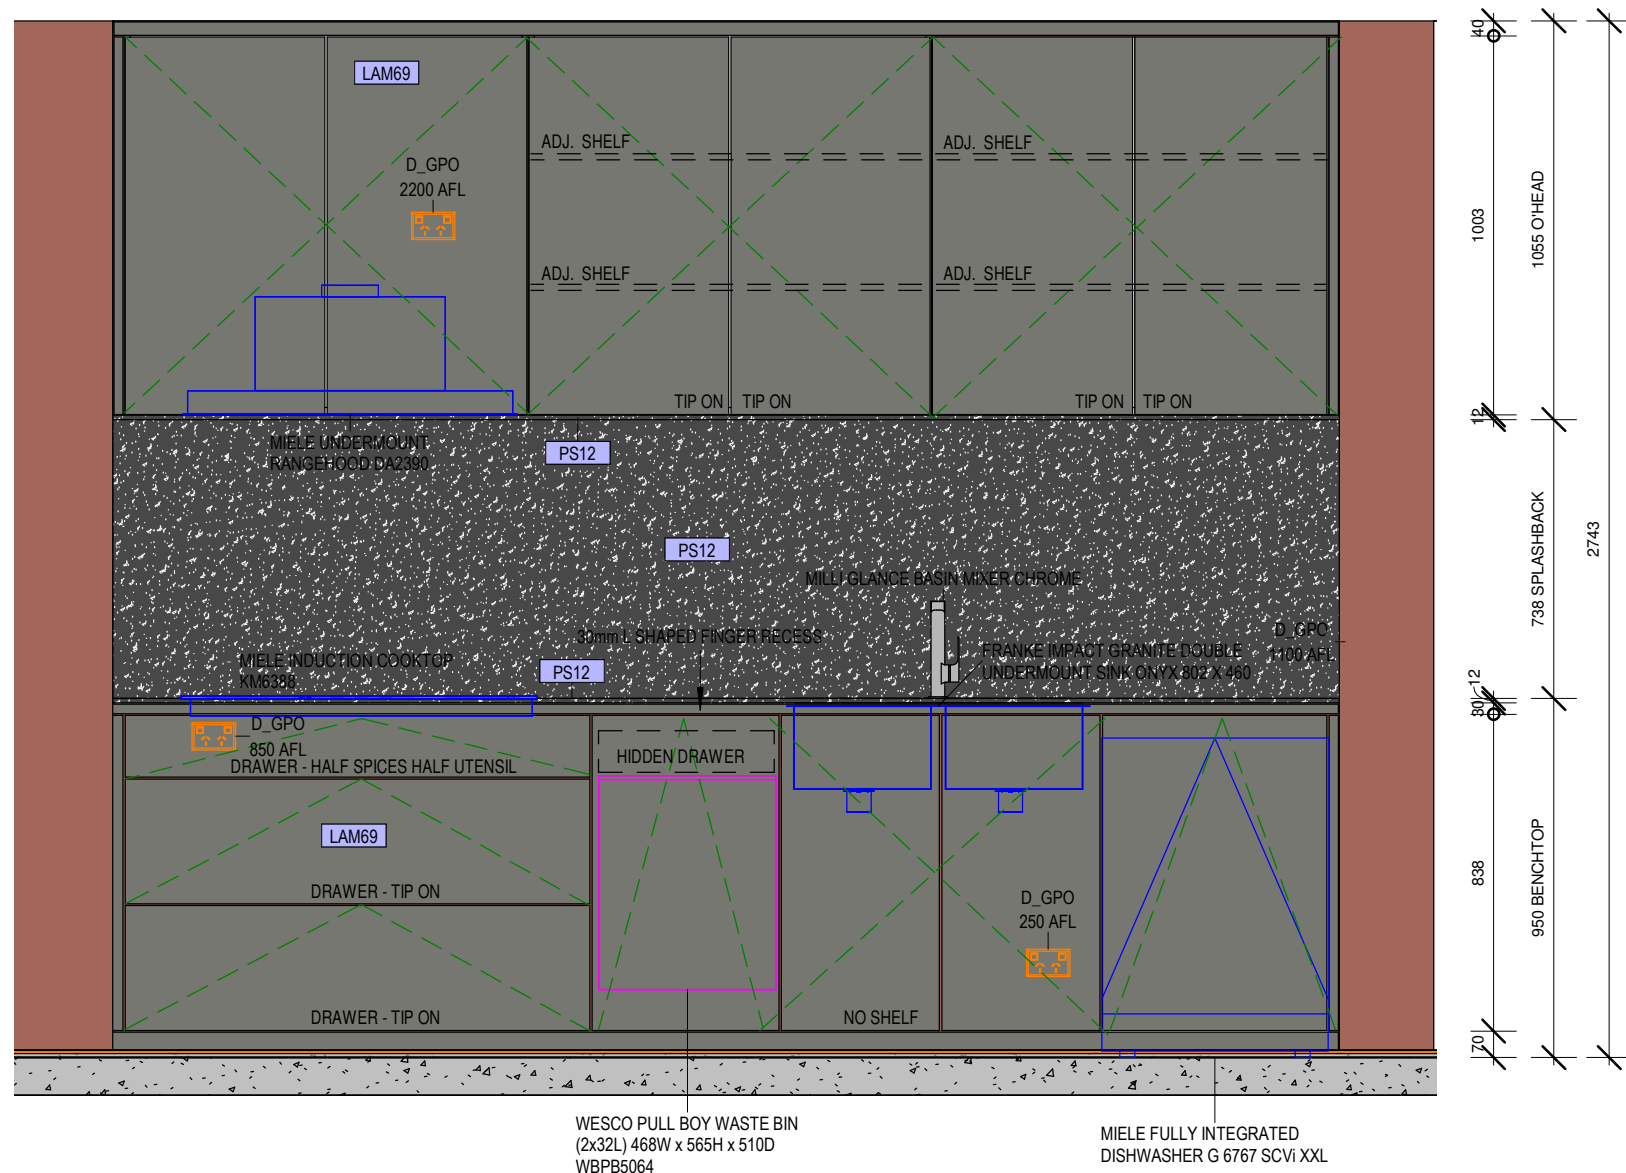 LAM69
D_GPO
2200 AFL
ADJ. SHELF
ADJ. SHELF
ADJ. SHELF
ADJ. SHELF
TIP ON
TIP ON
TIP ON
TIP ON
MIELE UNDERMOUNT
RANGEHOOD DA2390
PS12
PS12
MILLI GLANCE BASIN MIXER CHROME
30mm L SHAPED FINGER RECESS
D_GPO
1100 AFL
FRANKE IMPACT GRANITE DOUBLE
UNDERMOUNT SINK ONYX 802 X 460
MIELE INDUCTION COOKTOP
KM6388
PS12
D_GPO
850 AFL
DRAWER - HALF SPICES HALF UTENSIL
HIDDEN DRAWER
LAM69
DRAWER - TIP ON
D_GPO
250 AFL
DRAWER - TIP ON
NO SHELF
WESCO PULL BOY WASTE BIN
(2x32L) 468W x 565H x 510D
WBPB5064
MIELE FULLY INTEGRATED
DISHWASHER G 6767 SCVi XXL
40
1003
12
12
30
838
70
1055 O'HEAD
738 SPLASHBACK
950 BENCHTOP
2743